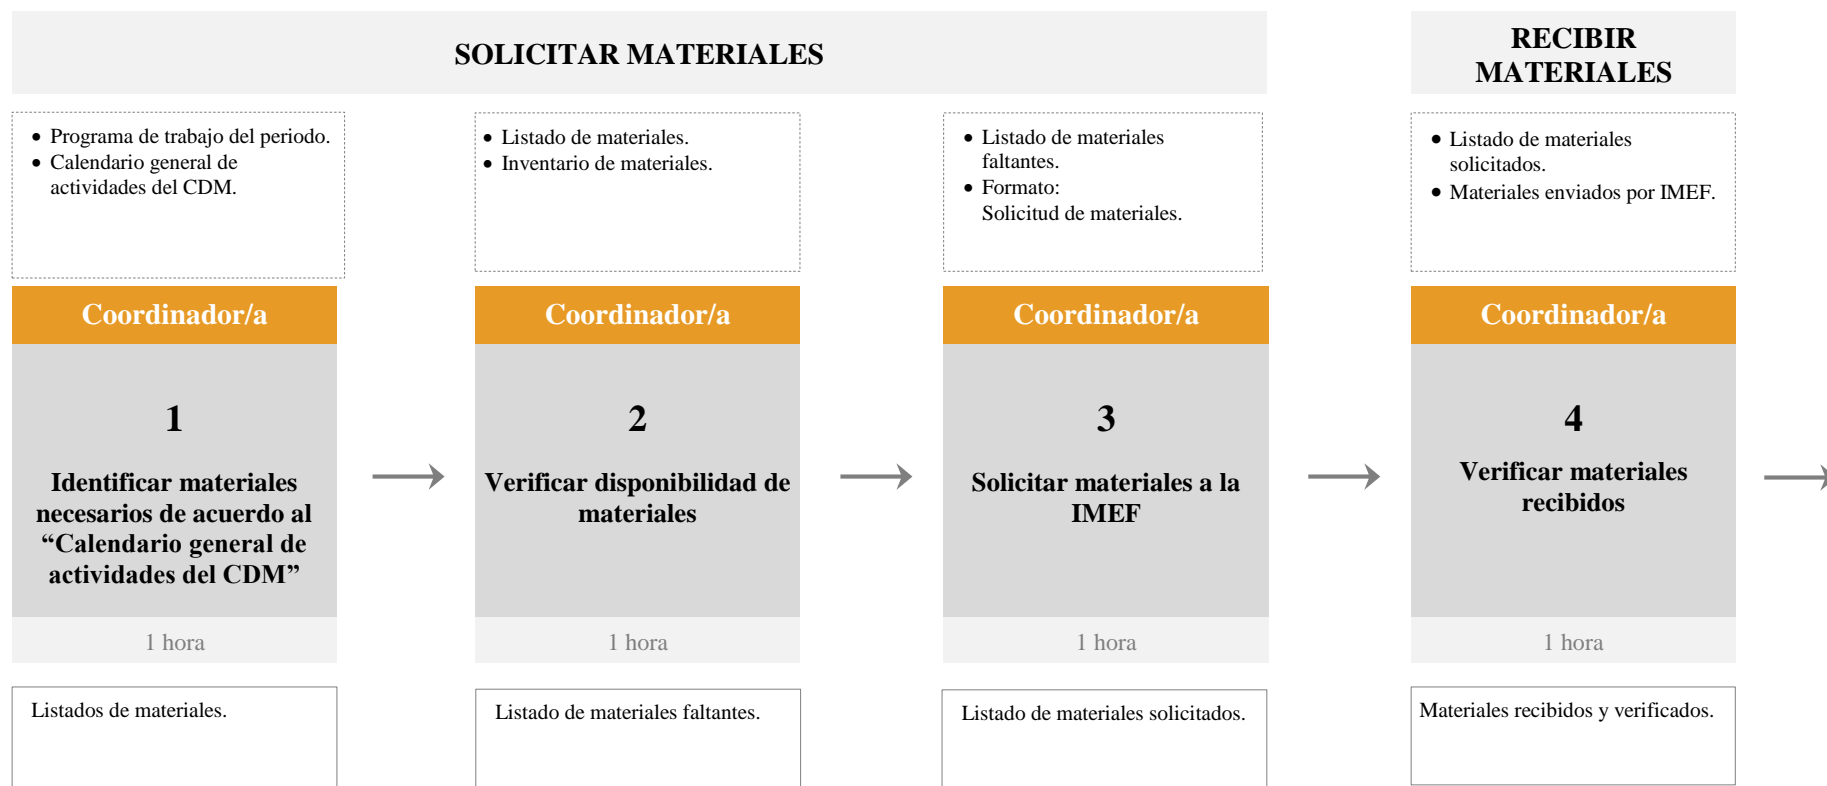 SOLICITAR MATERIALES
RECIBIR
MATERIALES
• Programa de trabajo del periodo.
• Calendario general de
actividades del CDM.
• Listado de materiales.
• Inventario de materiales.
• Listado de materiales
faltantes.
• Formato:
Solicitud de materiales.
• Listado de materiales
solicitados.
• Materiales enviados por IMEF.
Coordinador/a
Coordinador/a
Coordinador/a
Coordinador/a
1
Identificar materiales
necesarios de acuerdo al
“Calendario general de
actividades del CDM”
2
Verificar disponibilidad de
materiales
3
Solicitar materiales a la
IMEF
4
Verificar materiales
recibidos
1 hora
1 hora
1 hora
1 hora
Listados de materiales.
Listado de materiales faltantes.
Listado de materiales solicitados.
Materiales recibidos y verificados.